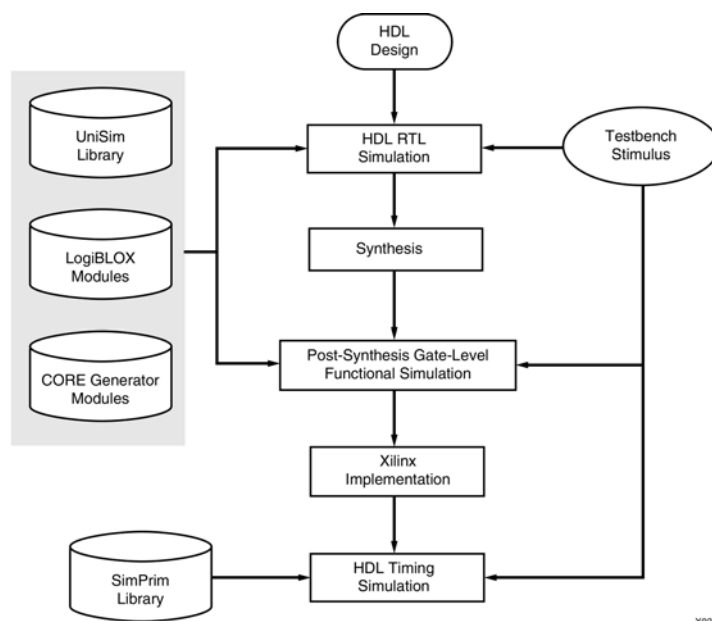 HDL
Design
UniSim
Library
HDL RTL
Simulation
Testbench
Stimulus
LogiBLOX
Modules
Synthesis
CORE Generator
Modules
Post-Synthesis Gate-Level
Functional Simulation
Xilinx
Implementation
SimPrim
Library
HDL Timing
Simulation